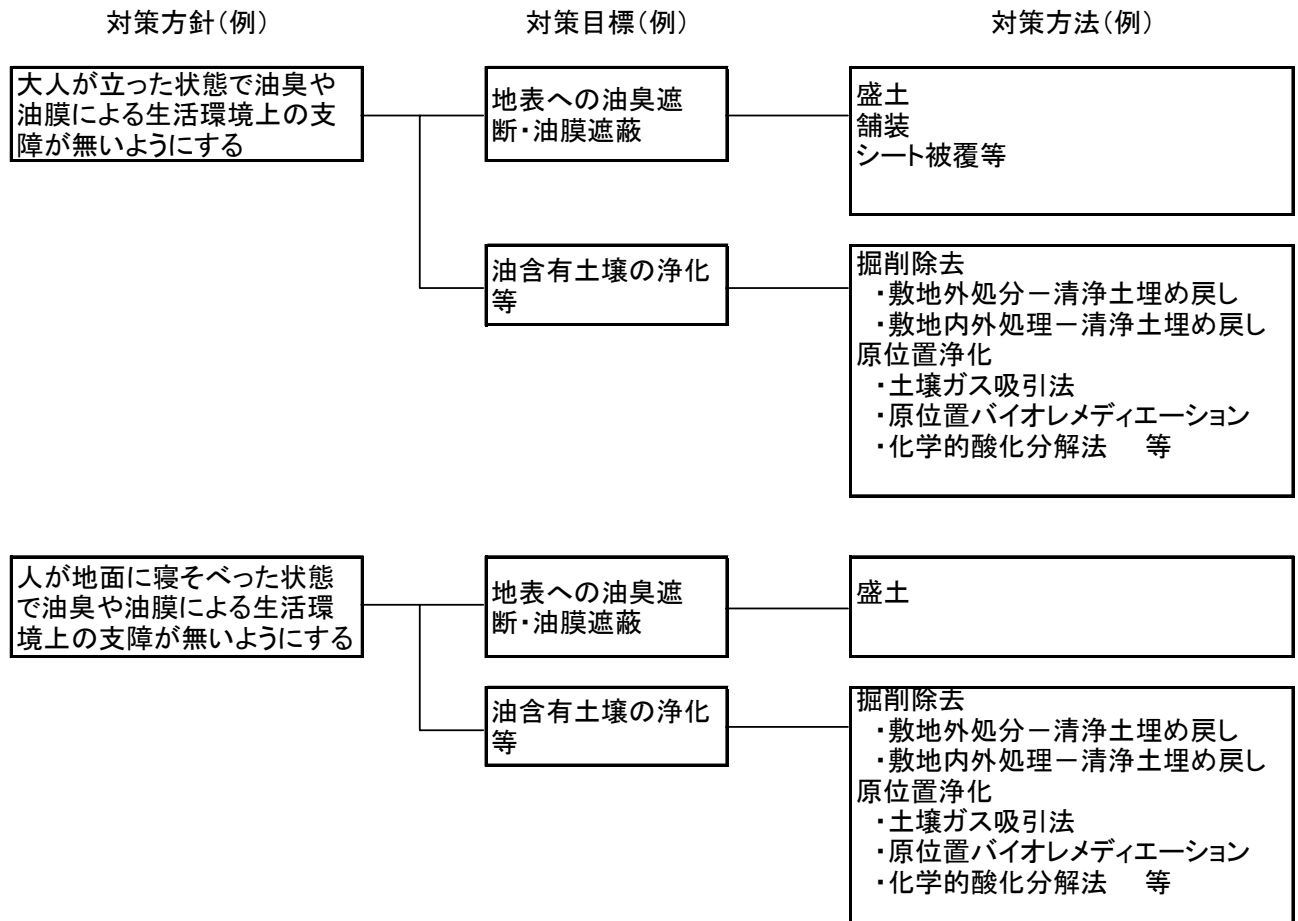 対策方針(例)
対策目標(例)
対策方法(例)
大人が立った状態で油臭や
油膜による生活環境上の支
障が無いようにする
地表への油臭遮
断・油膜遮蔽
盛土
舗装
シート被覆等
油含有土壌の浄化
等
掘削除去
・敷地外処分－清浄土埋め戻し
・敷地内外処理－清浄土埋め戻し
原位置浄化
・土壌ガス吸引法
・原位置バイオレメディエーション
・化学的酸化分解法 等
人が地面に寝そべった状態
で油臭や油膜による生活環
境上の支障が無いようにする
地表への油臭遮
断・油膜遮蔽
盛土
油含有土壌の浄化
等
掘削除去
・敷地外処分－清浄土埋め戻し
・敷地内外処理－清浄土埋め戻し
原位置浄化
・土壌ガス吸引法
・原位置バイオレメディエーション
・化学的酸化分解法 等